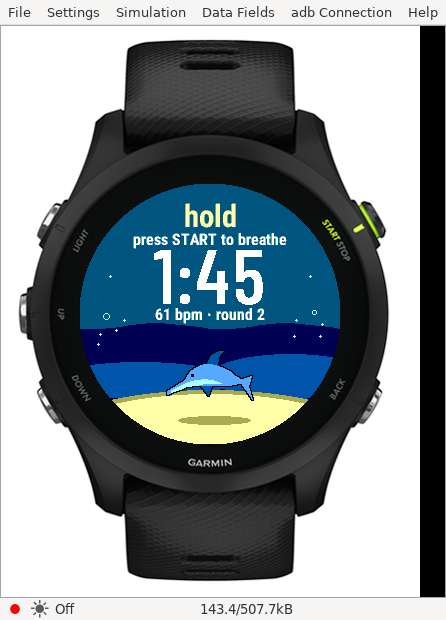 File Settings Simulation Data Fields adb Connection Help
LIGHT
START STOP
hold
press START to breathe
1:45
61 bpm · round 2
UP
DOWN
BACK
GARMIN
Off
143.4/507.7kB